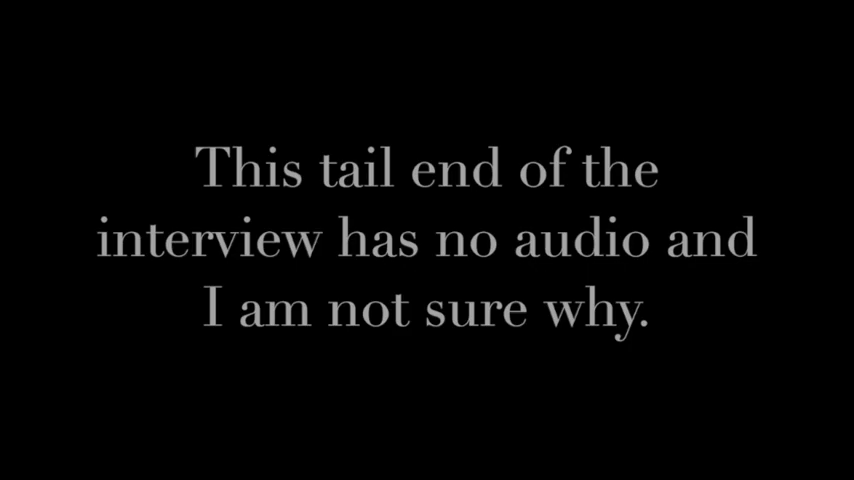 This tail end of the
interview has no audio and
I am not sure why.